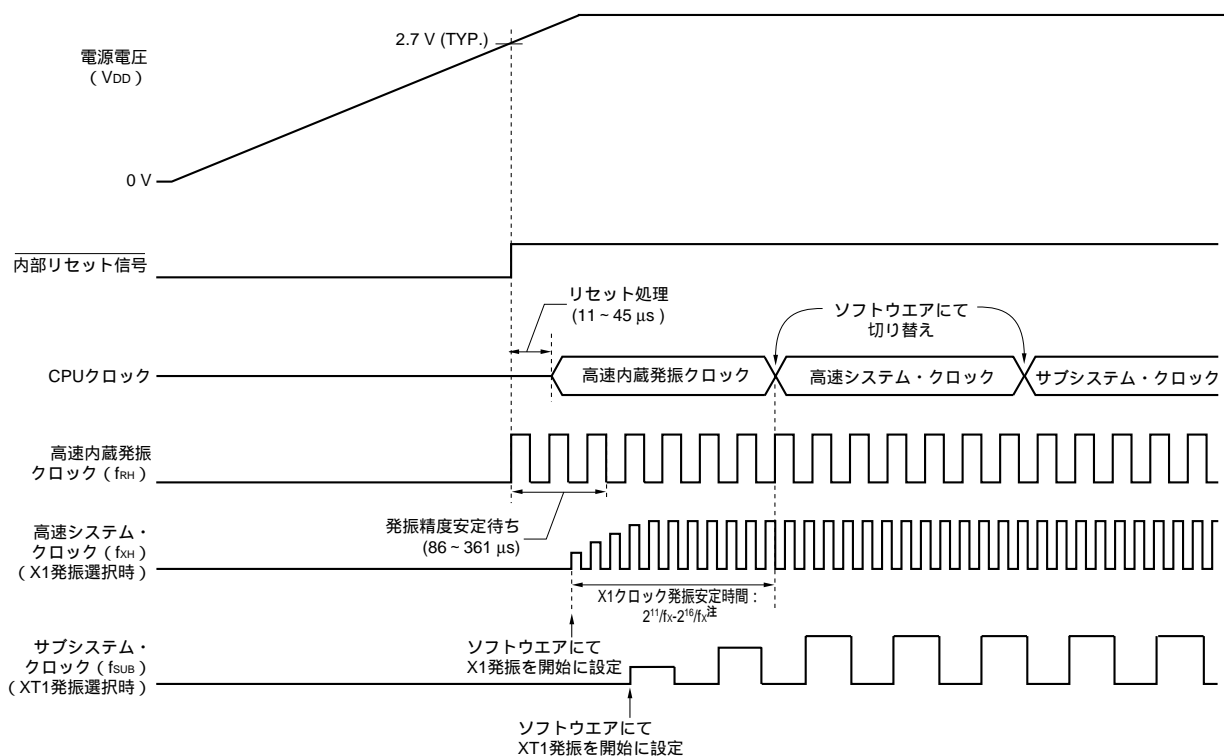 2.7 V (TYP.)
電源電圧
(VDD)
0 V
内部リセット信号
リセット処理
(11~45 μs)
ソフトウエアにて
切り替え
CPUクロック
高速内蔵発振クロック
高速システム・クロック
サブシステム・クロック
高速内蔵発振
クロック(fRH)
発振精度安定待ち
(86~361 μs)
高速システム・
クロック(fXH)
(X1発振選択時)
X1クロック発振安定時間:
2¹¹/fX-2¹⁶/fX注
ソフトウエアにて
X1発振を開始に設定
サブシステム・
クロック(fSUB)
(XT1発振選択時)
ソフトウエアにて
XT1発振を開始に設定